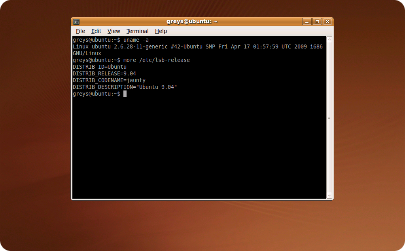 greys@ubuntu: ~
File Edit View Terminal Help
greys@ubuntu:~$ uname -a
Linux ubuntu 2.6.28-11-generic #42-Ubuntu SMP Fri Apr 17 01:57:59 UTC 2009 i686
GNU/Linux
greys@ubuntu:~$ more /etc/lsb-release
DISTRIB_ID=Ubuntu
DISTRIB_RELEASE=9.04
DISTRIB_CODENAME=jaunty
DISTRIB_DESCRIPTION="Ubuntu 9.04"
greys@ubuntu:~$